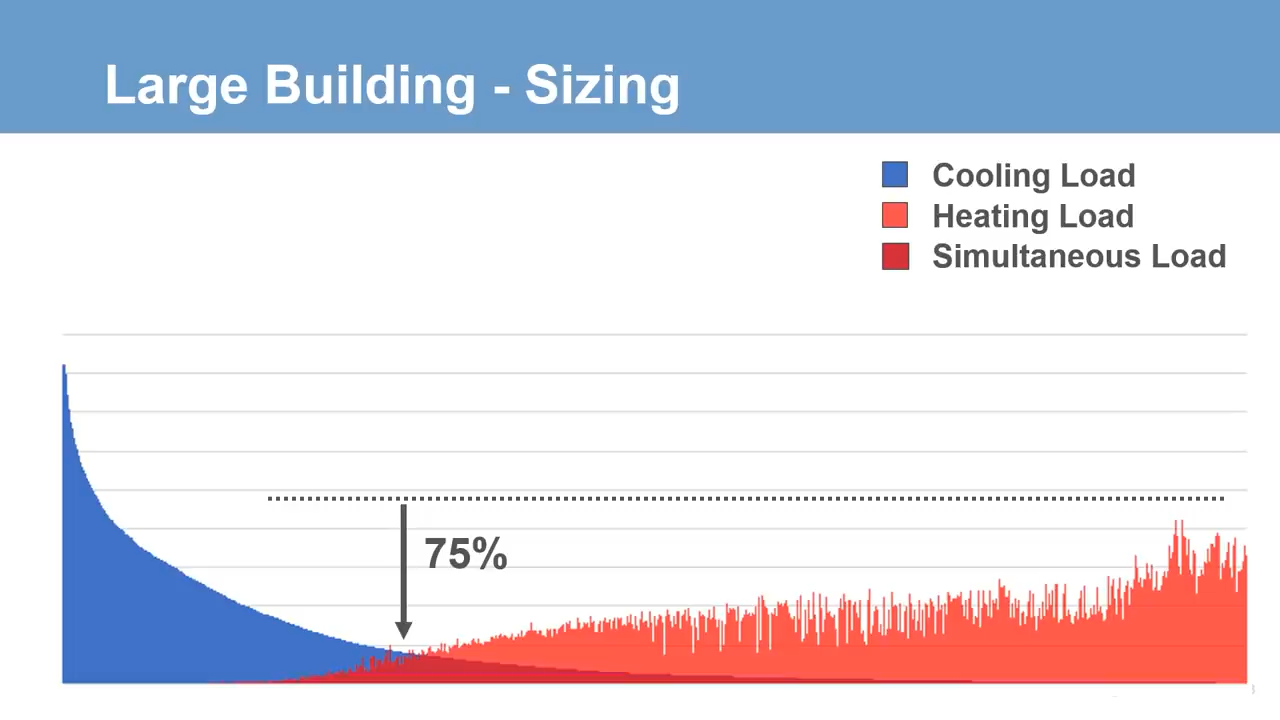 Large Building - Sizing
Cooling Load
Heating Load
Simultaneous Load
75%